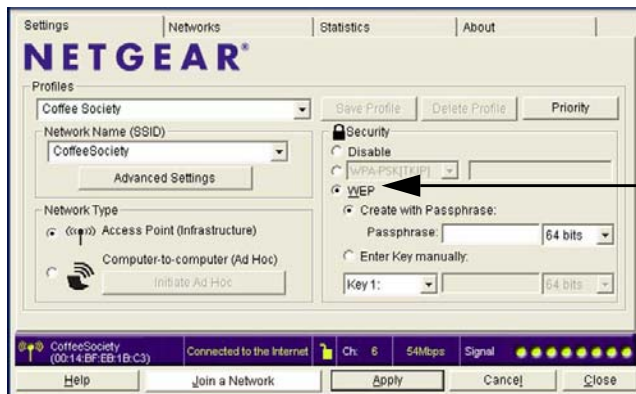 Settings Networks Statistics About
NETGEAR®
Profiles
Coffee Society Save Profile Delete Profile Priority
Network Name (SSID)
CoffeeSociety
Advanced Settings
Network Type
Access Point (Infrastructure)
Computer-to-computer (Ad Hoc)
Initiate Ad Hoc
Security
Disable
WPA-PSK[TKIP]
WEP
Create with Passphrase:
Passphrase: 64 bits
Enter Key manually:
Key 1: 64 bits
CoffeeSociety
(00:14:BF:EB:1B:C3) Connected to the Internet Ch: 6 54Mbps Signal
Help Join a Network Apply Cancel Close